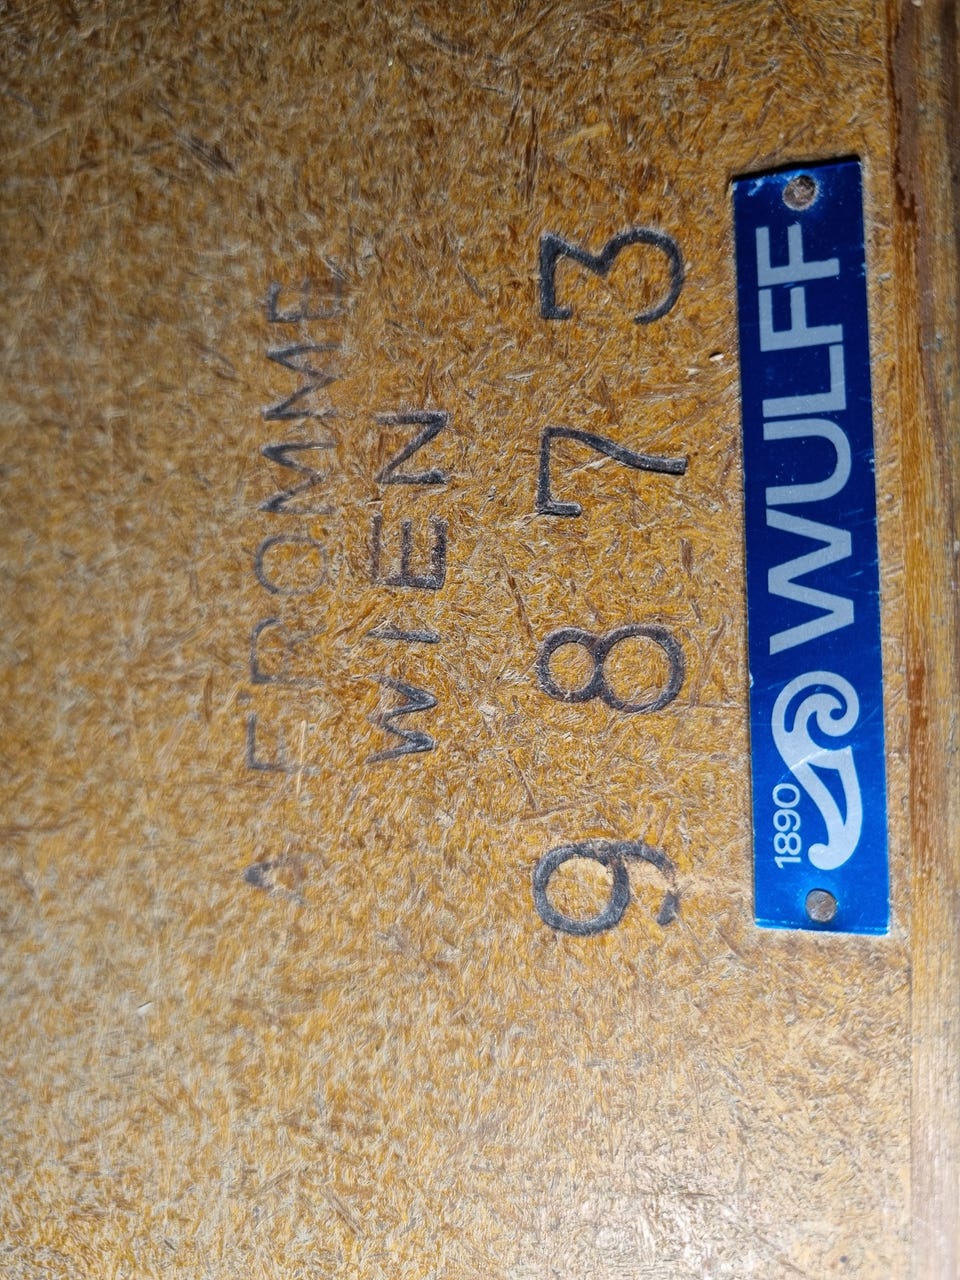 A FROMME
WIEN
9873
1890 WULFF